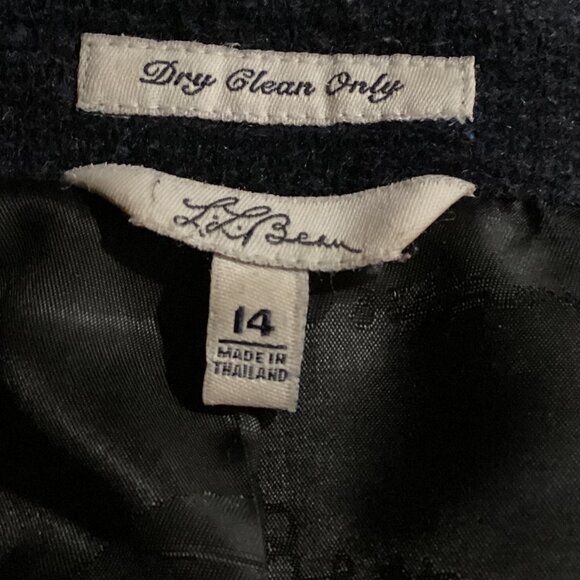 Dry Clean Only
L.L.Bean
14
MADE IN
THAILAND